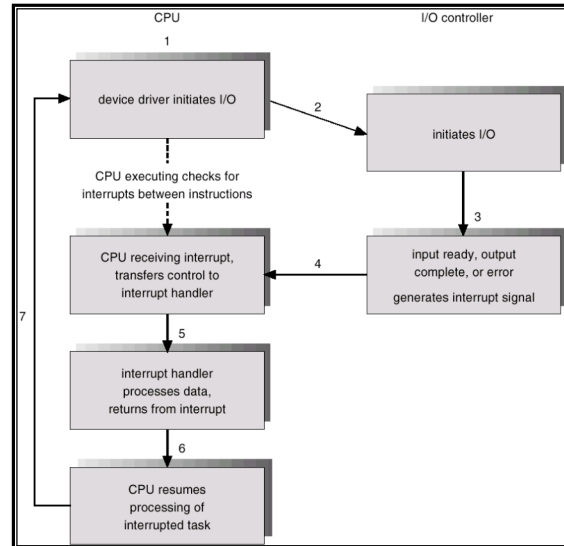 CPU
I/O controller
1
device driver initiates I/O
2
initiates I/O
CPU executing checks for
interrupts between instructions
3
CPU receiving interrupt,
transfers control to
interrupt handler
4
input ready, output
complete, or error
generates interrupt signal
5
7
interrupt handler
processes data,
returns from interrupt
6
CPU resumes
processing of
interrupted task